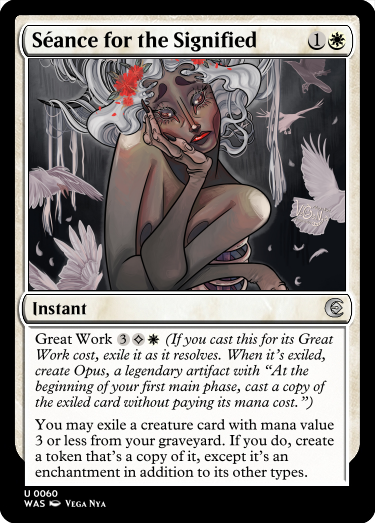 Séance for the Signified 1
VGNY
Instant
Great Work 3 (If you cast this for its Great
Work cost, exile it as it resolves. When it's exiled,
create Opus, a legendary artifact with “At the
beginning of your first main phase, cast a copy of
the exiled card without paying its mana cost.”)
You may exile a creature card with mana value
3 or less from your graveyard. If you do, create
a token that's a copy of it, except it's an
enchantment in addition to its other types.
U 0060
WAS Vega Nya